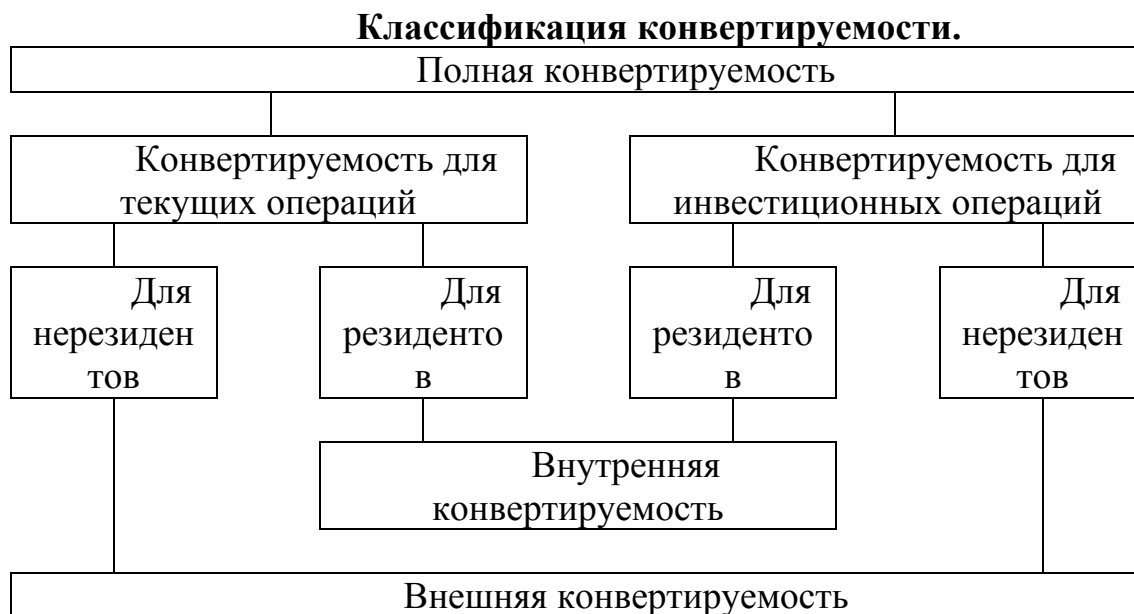 Классификация конвертируемости.
Полная конвертируемость
Конвертируемость для
текущих операций
Конвертируемость для
инвестиционных операций
Для
нерезиден
тов
Для
резиденто
в
Для
резиденто
в
Для
нерезиден
тов
Внутренняя
конвертируемость
Внешняя конвертируемость